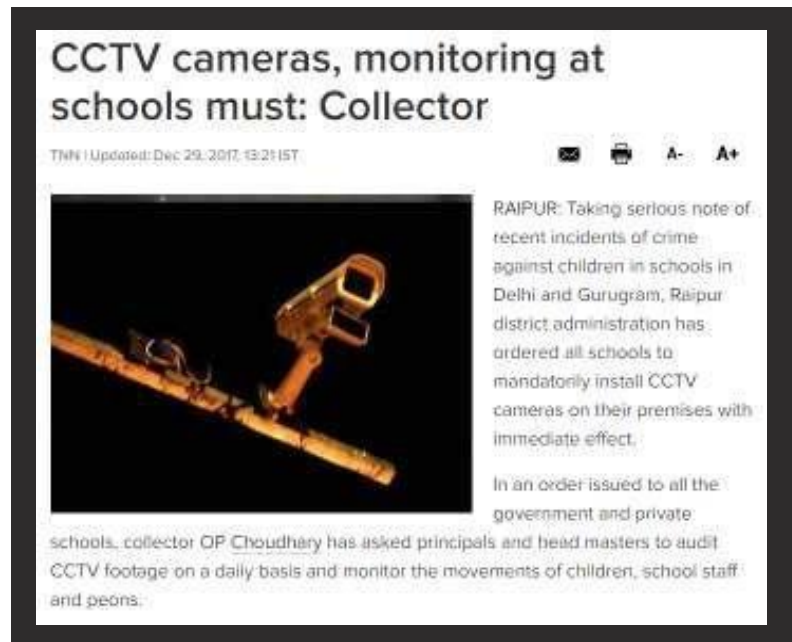 CCTV cameras, monitoring at
schools must: Collector
TNN | Updated: Dec 29, 2017, 13:21 IST
A-
A+
RAIPUR: Taking serious note of
recent incidents of crime
against children in schools in
Delhi and Gurugram, Raipur
district administration has
ordered all schools to
mandatorily install CCTV
cameras on their premises with
immediate effect.
In an order issued to all the
government and private
schools, collector OP Choudhary has asked principals and head masters to audit
CCTV footage on a daily basis and monitor the movements of children, school staff
and peons.